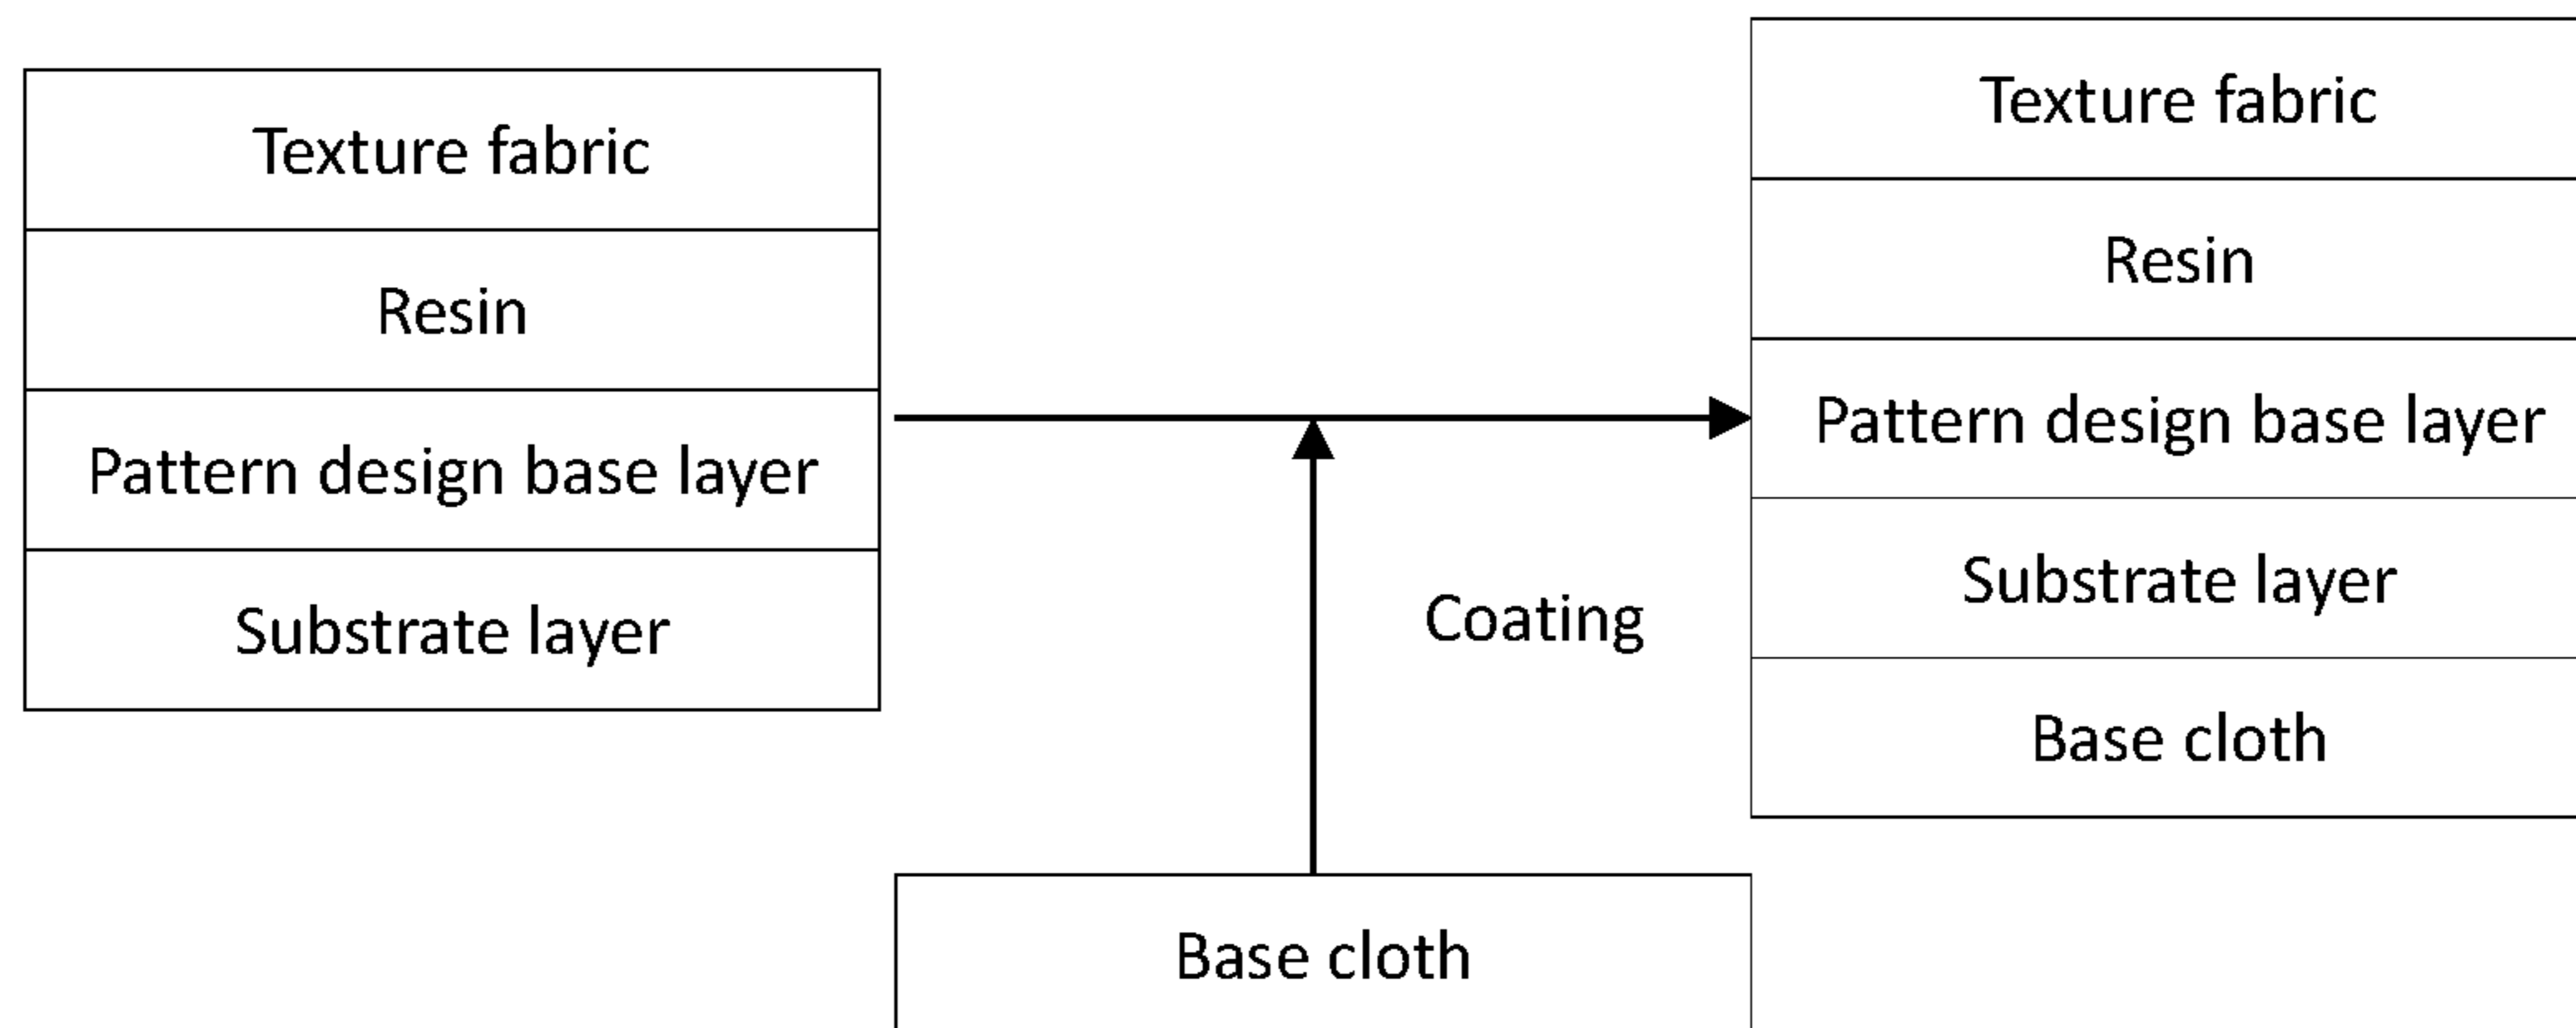 Texture fabric
Resin
Pattern design base layer
Substrate layer
Coating
Base cloth
Texture fabric
Resin
Pattern design base layer
Substrate layer
Base cloth